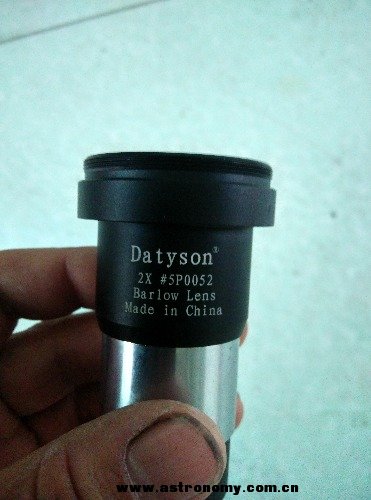 Datyson®
2X #5P0052
Barlow Lens
Made in China
www.astronomy.com.cn